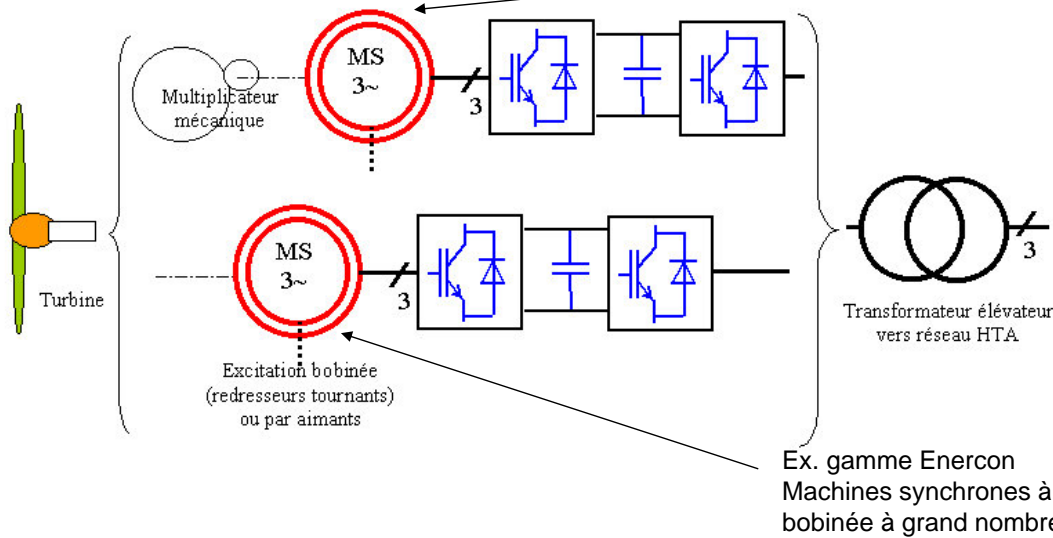 MS
3~
3
Multiplicateur
mécanique
MS
3~
3
Turbine
3
Transformateur élévateur
vers réseau HTA
Excitation bobinée
(redresseurs tournants)
ou par aimants
Ex. gamme Enercon
Machines synchrones à
bobinée à grand nombre